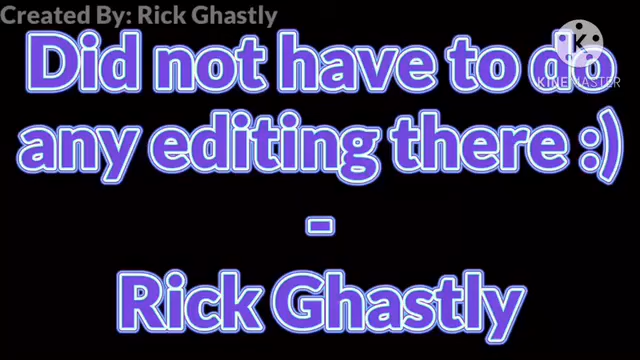 Created By: Rick Ghastly
Did not have to do
KINEMASTER
any editing there :)
-
Rick Ghastly